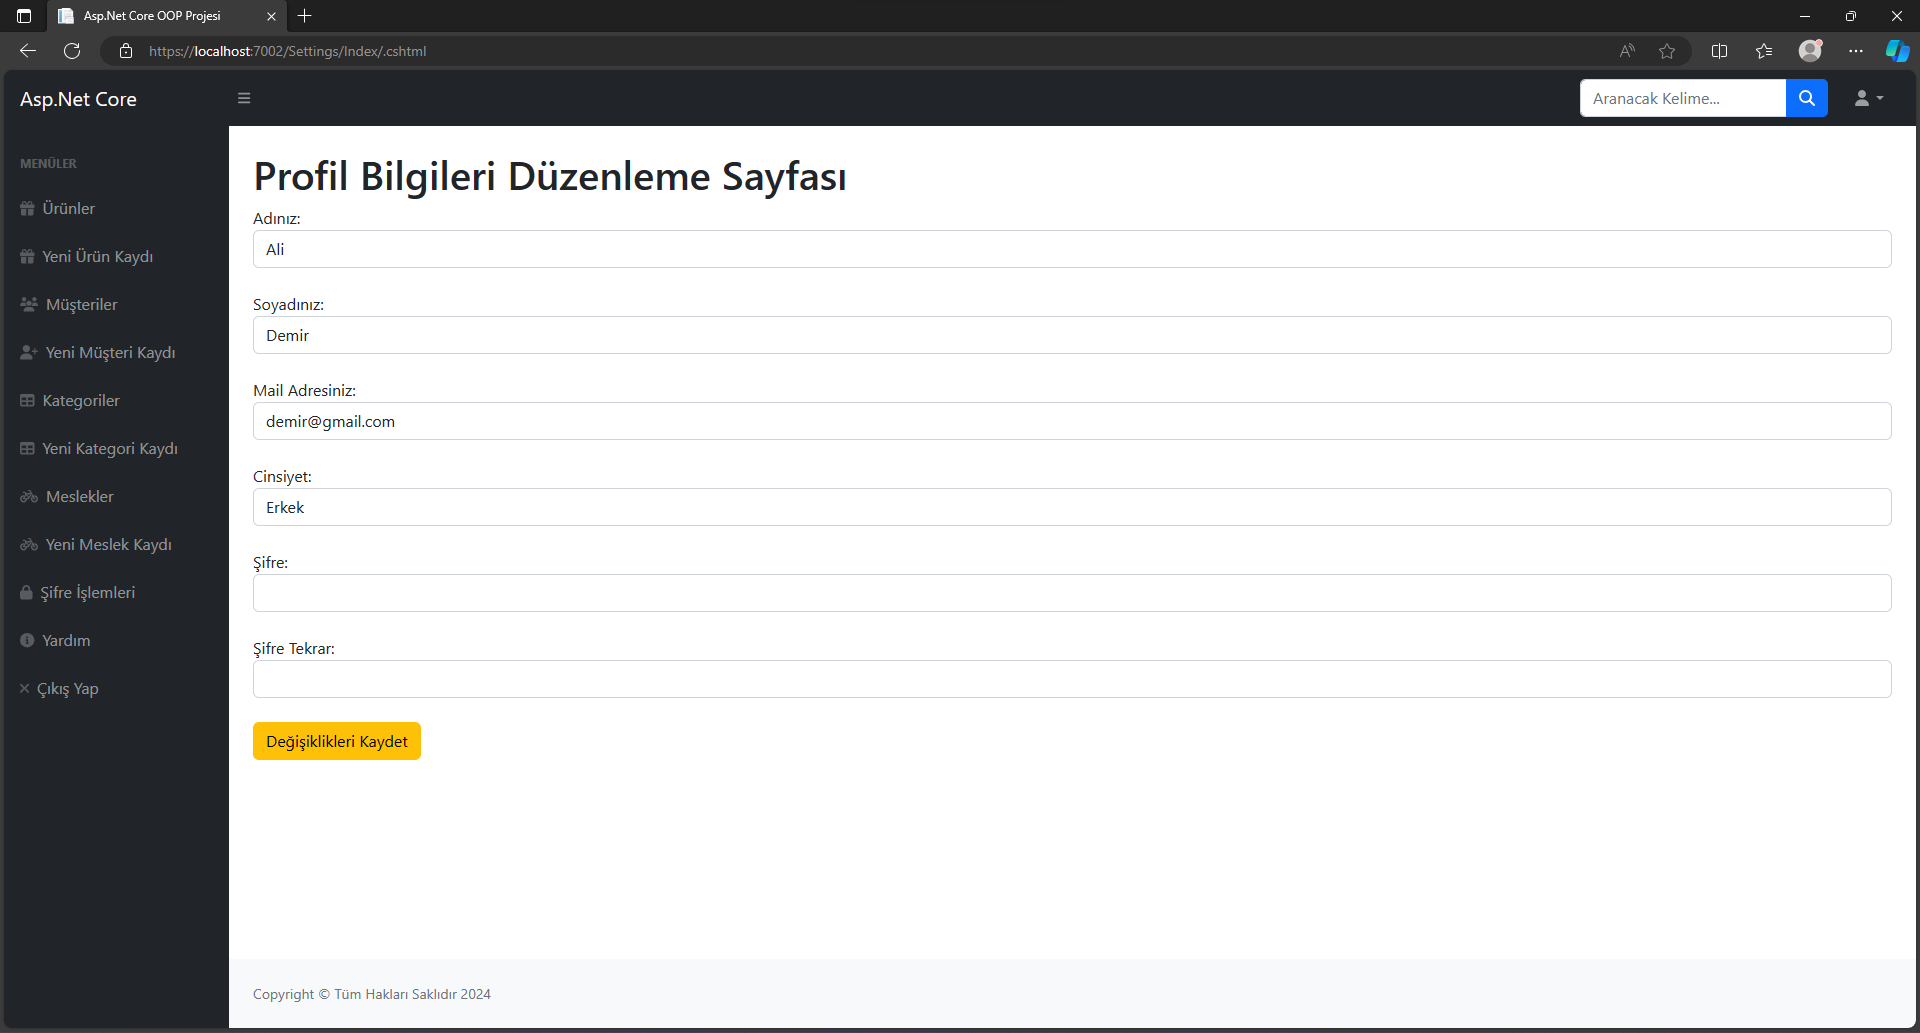 Asp.Net Core OOP Projesi
https://localhost:7002/Settings/Index/.cshtml
Asp.Net Core
Aranacak Kelime...
MENÜLER
Ürünler
Yeni Ürün Kaydı
Müşteriler
Yeni Müşteri Kaydı
Kategoriler
Yeni Kategori Kaydı
Meslekler
Yeni Meslek Kaydı
Şifre İşlemleri
Yardım
Çıkış Yap
Profil Bilgileri Düzenleme Sayfası
Adınız:
Ali
Soyadınız:
Demir
Mail Adresiniz:
demir@gmail.com
Cinsiyet:
Erkek
Şifre:
Şifre Tekrar:
Değişiklikleri Kaydet
Copyright © Tüm Hakları Saklıdır 2024